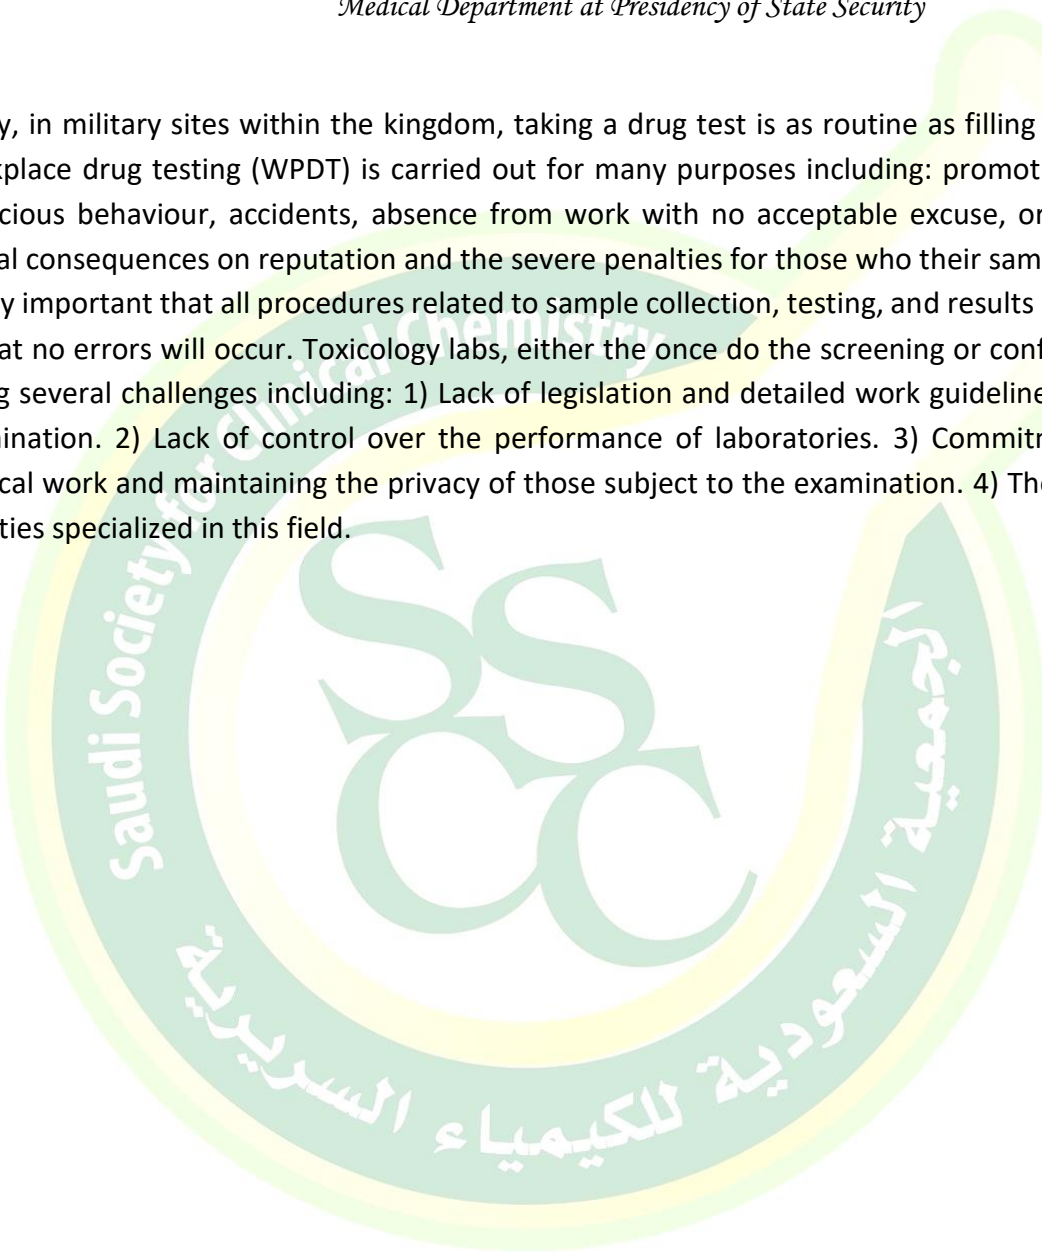 Medical Department at Presidency of State Security
y, in military sites within the kingdom, taking a drug test is as routine as filling
kplace drug testing (WPDT) is carried out for many purposes including: promot
cious behaviour, accidents, absence from work with no acceptable excuse, or
al consequences on reputation and the severe penalties for those who their sam
y important that all procedures related to sample collection, testing, and results
at no errors will occur. Toxicology labs, either the once do the screening or conf
g several challenges including: 1) Lack of legislation and detailed work guideline
ination. 2) Lack of control over the performance of laboratories. 3) Commitr
cal work and maintaining the privacy of those subject to the examination. 4) The
ties specialized in this field.
Saudi Society for Clinical Chemistry
SSCC
الجمعية السعودية للكيمياء السريرية